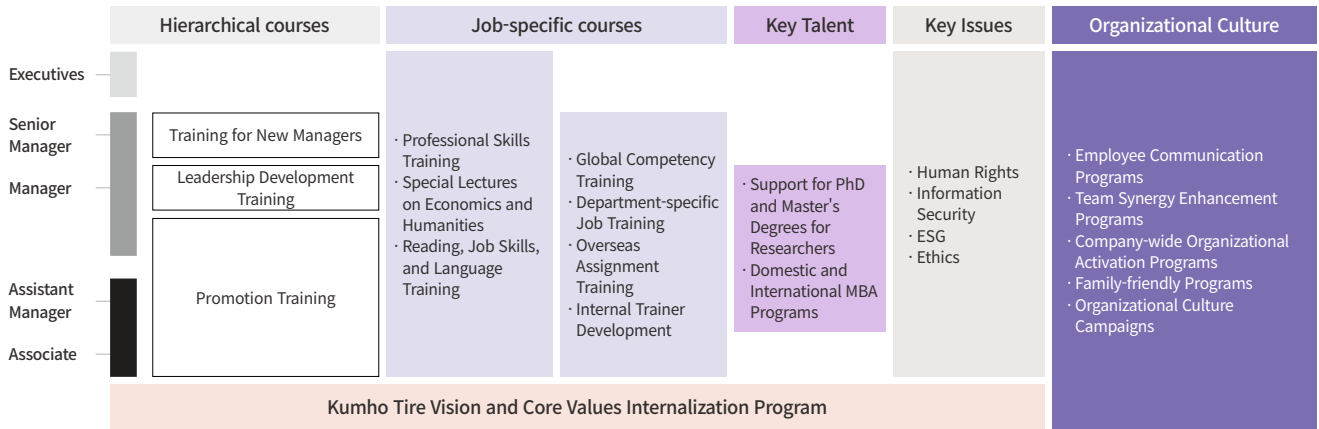 Hierarchical courses
Job-specific courses
Key Talent
Key Issues
Organizational Culture
Executives
Senior
Manager
Manager
Assistant
Manager
Associate
Training for New Managers
Leadership Development
Training
Promotion Training
· Professional Skills
Training
· Special Lectures
on Economics and
Humanities
· Reading, Job Skills,
and Language
Training
· Global Competency
Training
· Department-specific
Job Training
· Overseas
Assignment
Training
· Internal Trainer
Development
· Support for PhD
and Master's
Degrees for
Researchers
· Domestic and
International MBA
Programs
· Human Rights
· Information
Security
· ESG
· Ethics
· Employee Communication
Programs
· Team Synergy Enhancement
Programs
· Company-wide Organizational
Activation Programs
· Family-friendly Programs
· Organizational Culture
Campaigns
Kumho Tire Vision and Core Values Internalization Program